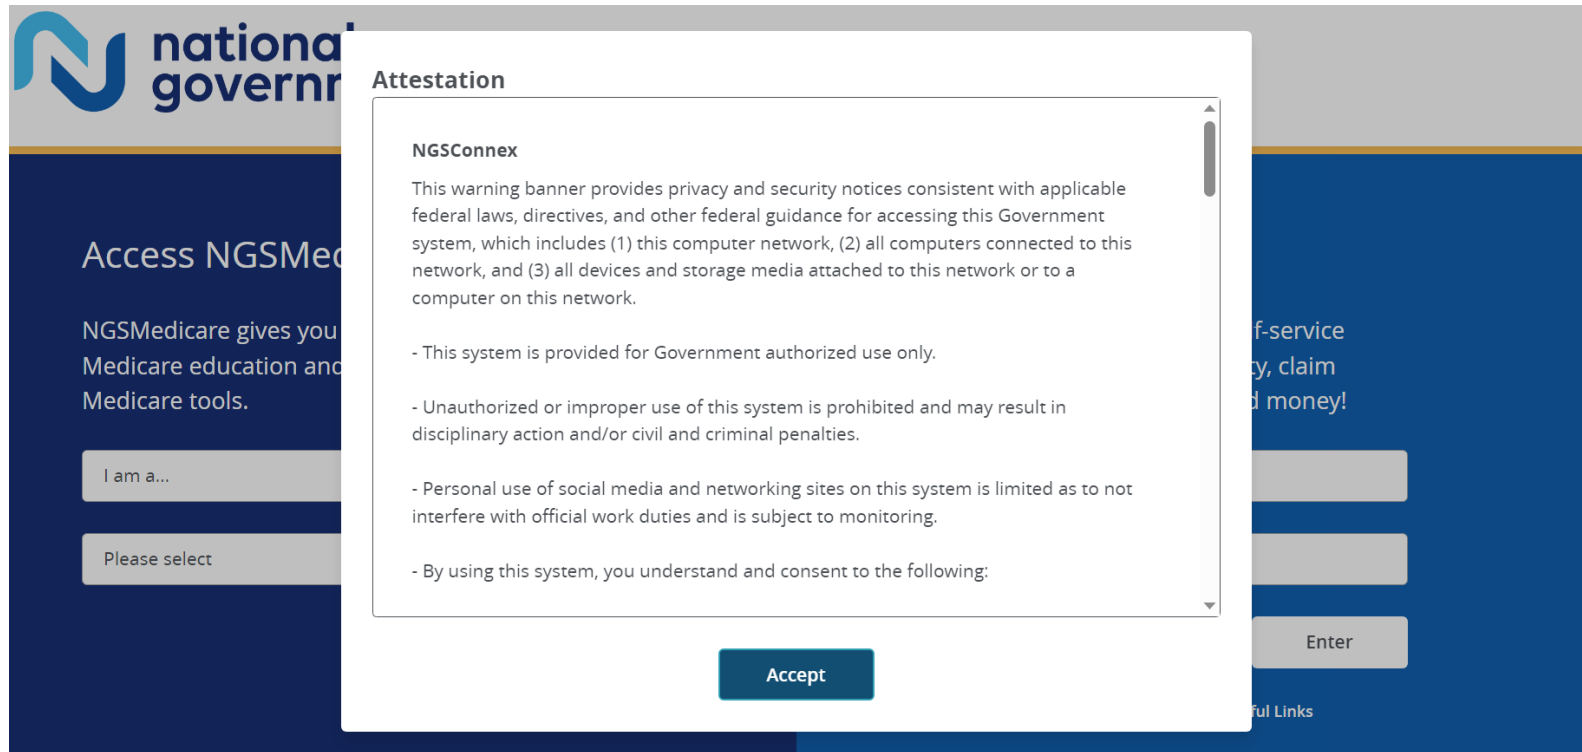 nationa
governr
Attestation
NGSConnex
This warning banner provides privacy and security notices consistent with applicable
federal laws, directives, and other federal guidance for accessing this Government
system, which includes (1) this computer network, (2) all computers connected to this
network, and (3) all devices and storage media attached to this network or to a
computer on this network.
- This system is provided for Government authorized use only.
- Unauthorized or improper use of this system is prohibited and may result in
disciplinary action and/or civil and criminal penalties.
- Personal use of social media and networking sites on this system is limited as to not
interfere with official work duties and is subject to monitoring.
- By using this system, you understand and consent to the following:
Accept
Access NGSMed
NGSMedicare gives you
Medicare education and
Medicare tools.
I am a...
Please select
f-service
ty, claim
d money!
Enter
ful Links